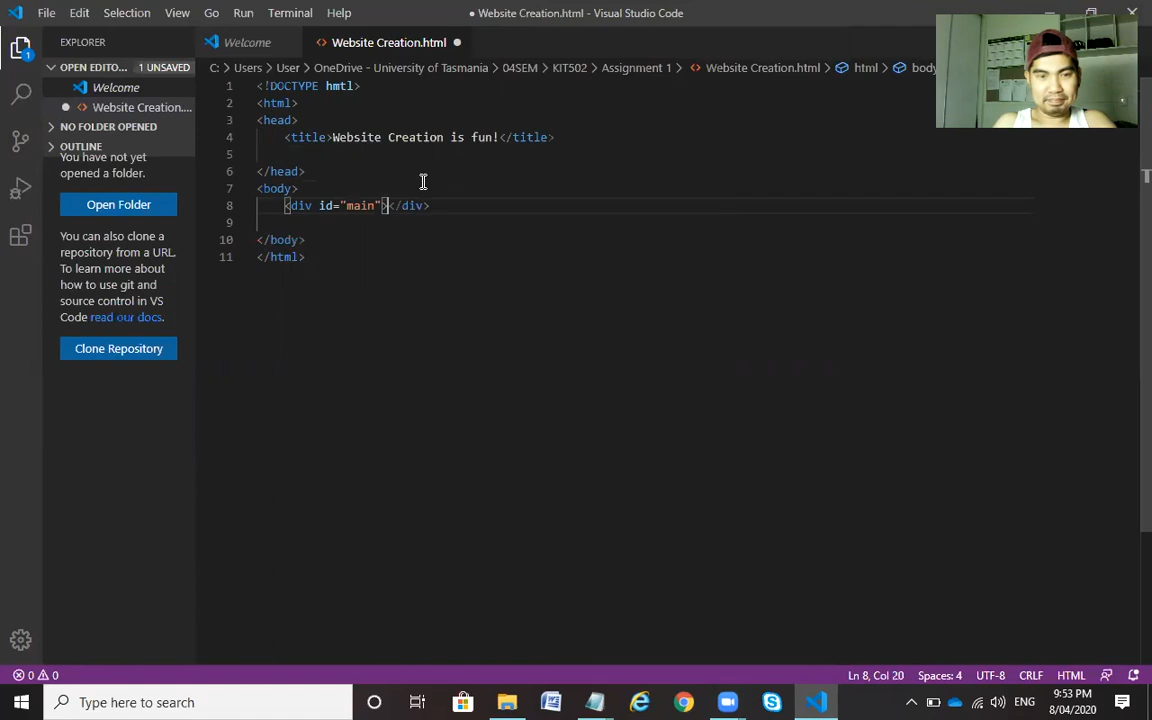 File Edit Selection View Go Run Terminal Help
● Website Creation.html - Visual Studio Code
EXPLORER
Welcome
Website Creation.html ●
OPEN EDITO... 1 UNSAVED
C: > Users > User > OneDrive - University of Tasmania > 04SEM > KIT502 > Assignment 1 > Website Creation.html > html > body
1
Welcome
● Website Creation....
NO FOLDER OPENED
OUTLINE
You have not yet
opened a folder.
Open Folder
You can also clone a
repository from a URL.
To learn more about
how to use git and
source control in VS
Code read our docs.
Clone Repository
1 <!DOCTYPE hmtl>
2 <html>
3 <head>
4 <title>Website Creation is fun!</title>
5
6 </head>
7 <body>
8 <div id="main"></div>
9
10 </body>
11 </html>
0 0
Ln 8, Col 20 Spaces: 4 UTF-8 CRLF HTML
Type here to search
ENG
9:53 PM
8/04/2020